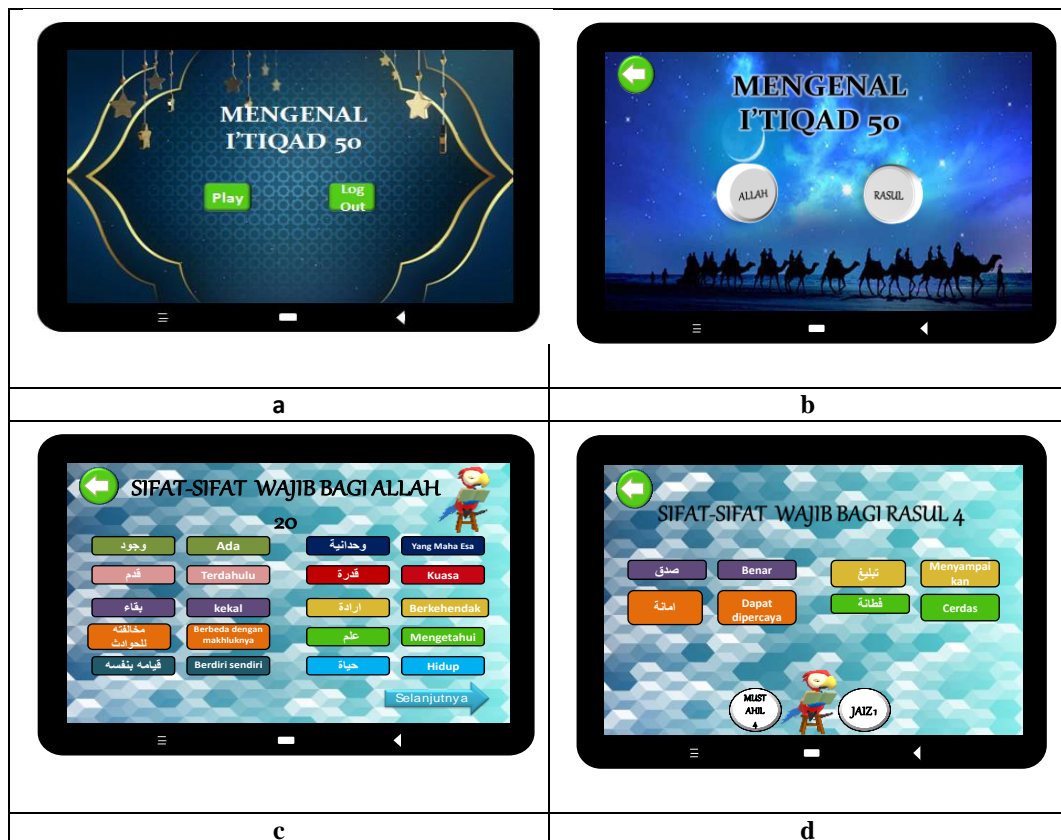 MENGENAL
I'TIQAD 50
Play
Log
Out
MENGENAL
I'TIQAD 50
ALLAH
RASUL
a
b
SIFAT-SIFAT WAJIB BAGI ALLAH
20
وجود
Ada
وحدانية
Yang Maha Esa
قدم
Terdahulu
قدرة
Kuasa
بقاء
kekal
ارادة
Berkehendak
مخالفته
للحوادث
Berbeda dengan
makhluknya
علم
Mengetahui
قيامه بنفسه
Berdiri sendiri
حياة
Hidup
Selanjutnya
SIFAT-SIFAT WAJIB BAGI RASUL 4
صدق
Benar
تبليغ
Menyampai
kan
امانة
Dapat
dipercaya
فطانة
Cerdas
MUST
AHIL
4
JAIZ 1
c
d